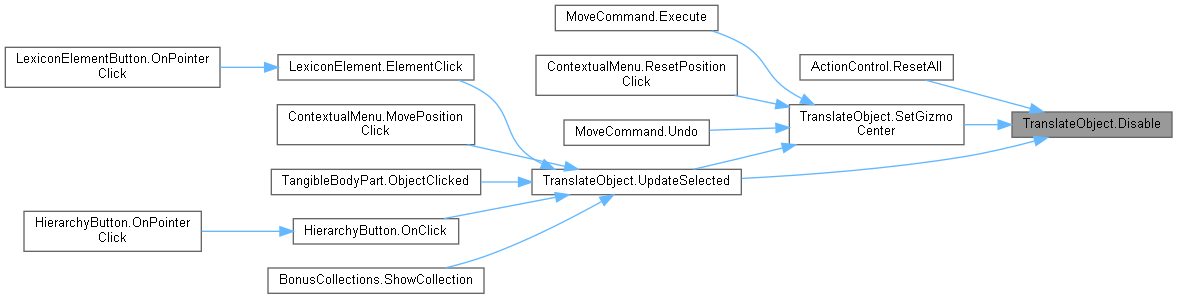 MoveCommand.Execute
LexiconElementButton.OnPointer
Click
LexiconElement.ElementClick
ContextualMenu.ResetPosition
Click
ActionControl.ResetAll
ContextualMenu.MovePosition
Click
MoveCommand.Undo
TranslateObject.SetGizmo
Center
TranslateObject.Disable
TangibleBodyPart.ObjectClicked
TranslateObject.UpdateSelected
HierarchyButton.OnPointer
Click
HierarchyButton.OnClick
BonusCollections.ShowCollection